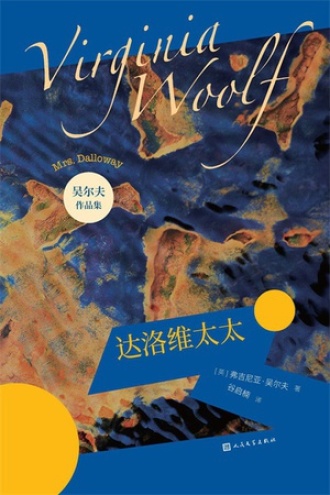 Virginia
Woolf
Mrs. Dalloway
吴尔夫
作品集
达洛维太太
［英］弗吉尼亚·吴尔夫 著
谷启楠 译
人民文学出版社